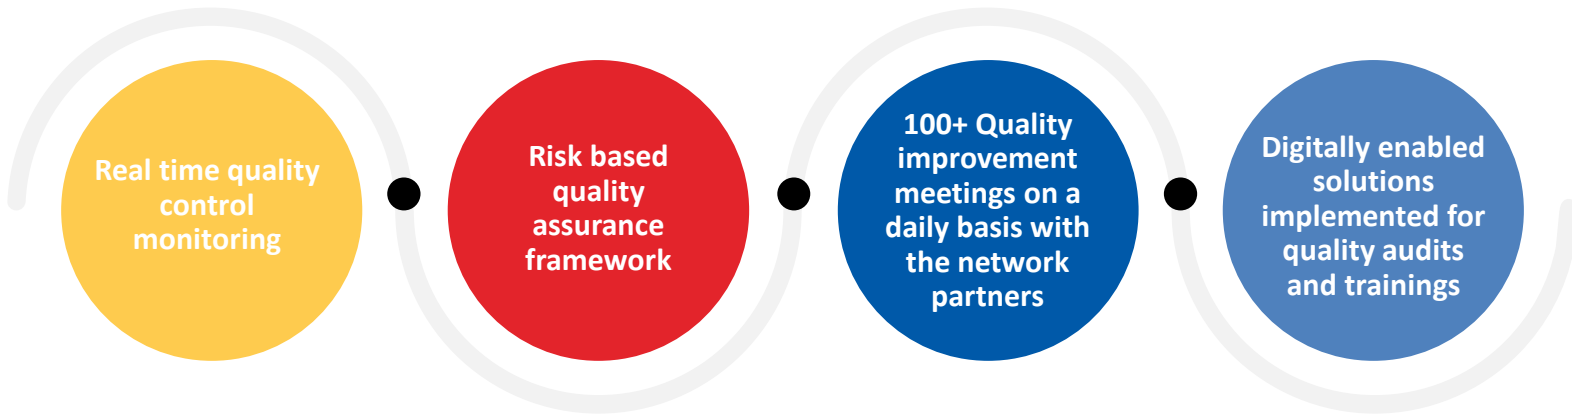 Real time quality
control
monitoring
Risk based
quality
assurance
framework
100+ Quality
improvement
meetings on a
daily basis with
the network
partners
Digitally enabled
solutions
implemented for
quality audits
and trainings